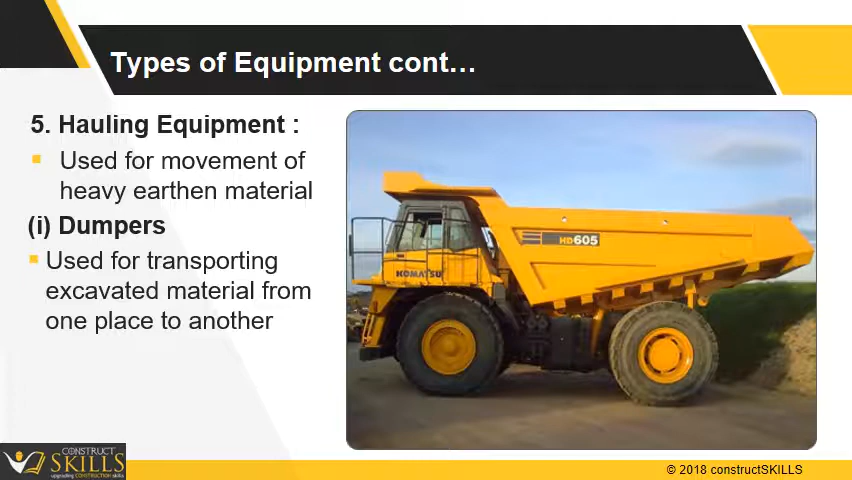 Types of Equipment cont...
5. Hauling Equipment :
Used for movement of
heavy earthen material
(i) Dumpers
Used for transporting
excavated material from
one place to another
HD605
KOMATSU
CONSTRUCT
SKILLS
upgrading CONSTRUCTION skills
© 2018 constructSKILLS